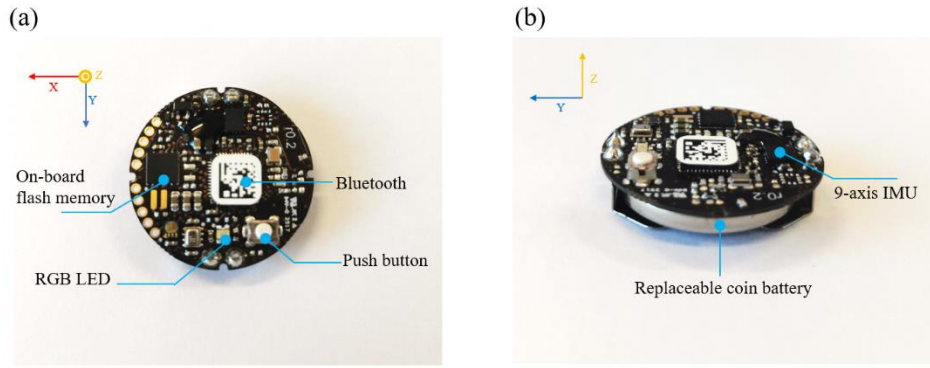 (a)
(b)
Z
X
Y
Z
Y
On-board
flash memory
Bluetooth
RGB LED
Push button
r0.2
9-axis IMU
r0.2
Replaceable coin battery